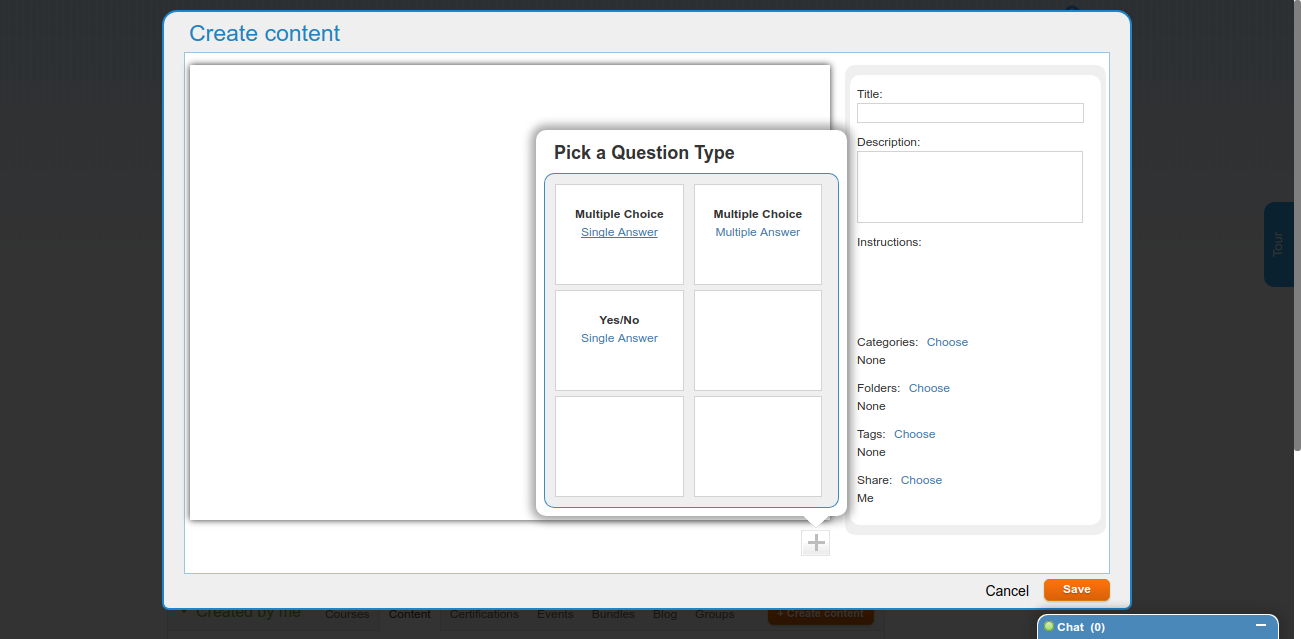 Create content
Pick a Question Type
Multiple Choice
Single Answer
Multiple Choice
Multiple Answer
Yes/No
Single Answer
Title:
Description:
Instructions:
Categories: Choose
None
Folders: Choose
None
Tags: Choose
None
Share: Choose
Me
Tour
Cancel
Save
Created by me
Courses
Content
Certifications
Events
Bundles
Blog
Groups
+ Create content
Chat (0)